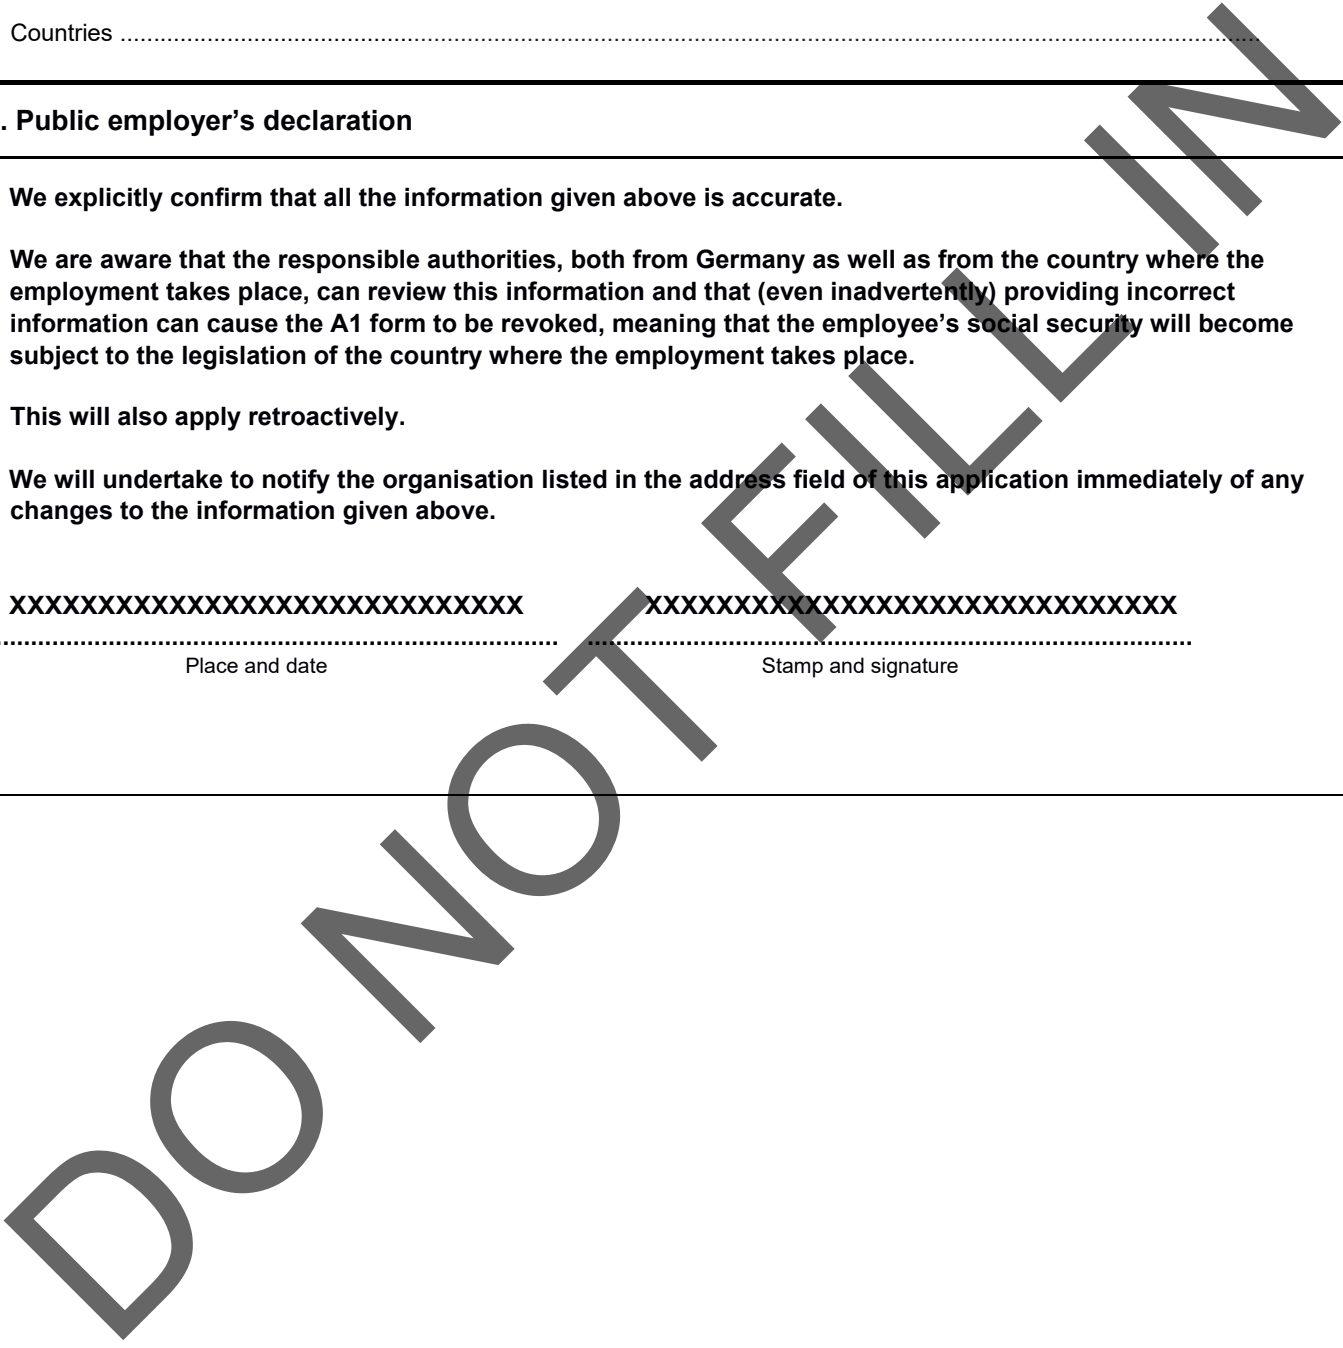 Countries ..............................................................................................................................................................................
. Public employer’s declaration
We explicitly confirm that all the information given above is accurate.
We are aware that the responsible authorities, both from Germany as well as from the country where the
employment takes place, can review this information and that (even inadvertently) providing incorrect
information can cause the A1 form to be revoked, meaning that the employee’s social security will become
subject to the legislation of the country where the employment takes place.
This will also apply retroactively.
We will undertake to notify the organisation listed in the address field of this application immediately of any
changes to the information given above.
XXXXXXXXXXXXXXXXXXXXXXXXXXXXX XXXXXXXXXXXXXXXXXXXXXXXXXXXXXX
.................................................................................... ............................................................................................
Place and date Stamp and signature
DO NOT FILL IN